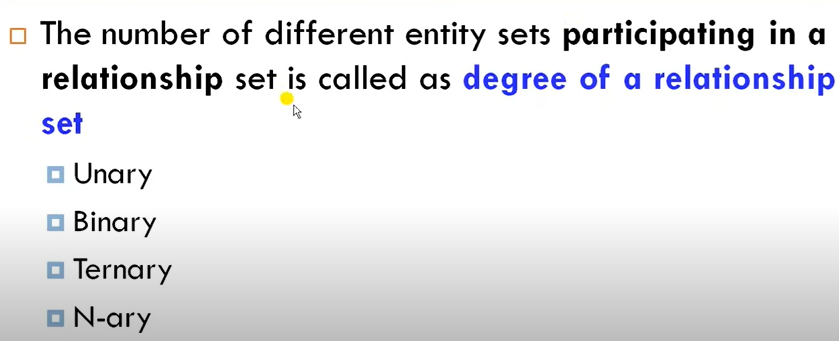 The number of different entity sets participating in a
relationship set is called as degree of a relationship
set
Unary
Binary
Ternary
N-ary